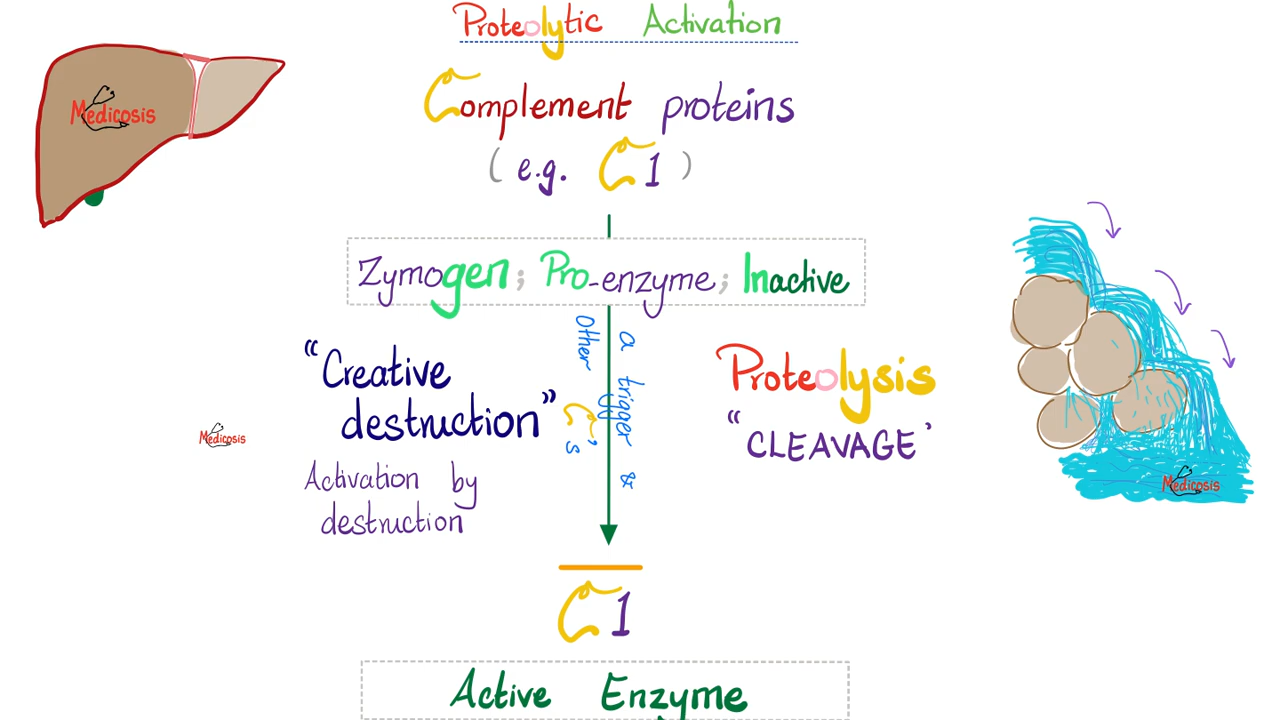 Proteolytic Activation
Medicosis
Complement proteins
(e.g. C1)
Zymogen; Pro-enzyme; Inactive
a trigger &
Other C's
"Creative
destruction"
Activation by
destruction
Proteolysis
"CLEAVAGE'
Medicosis
Medicosis
C1
Active Enzyme